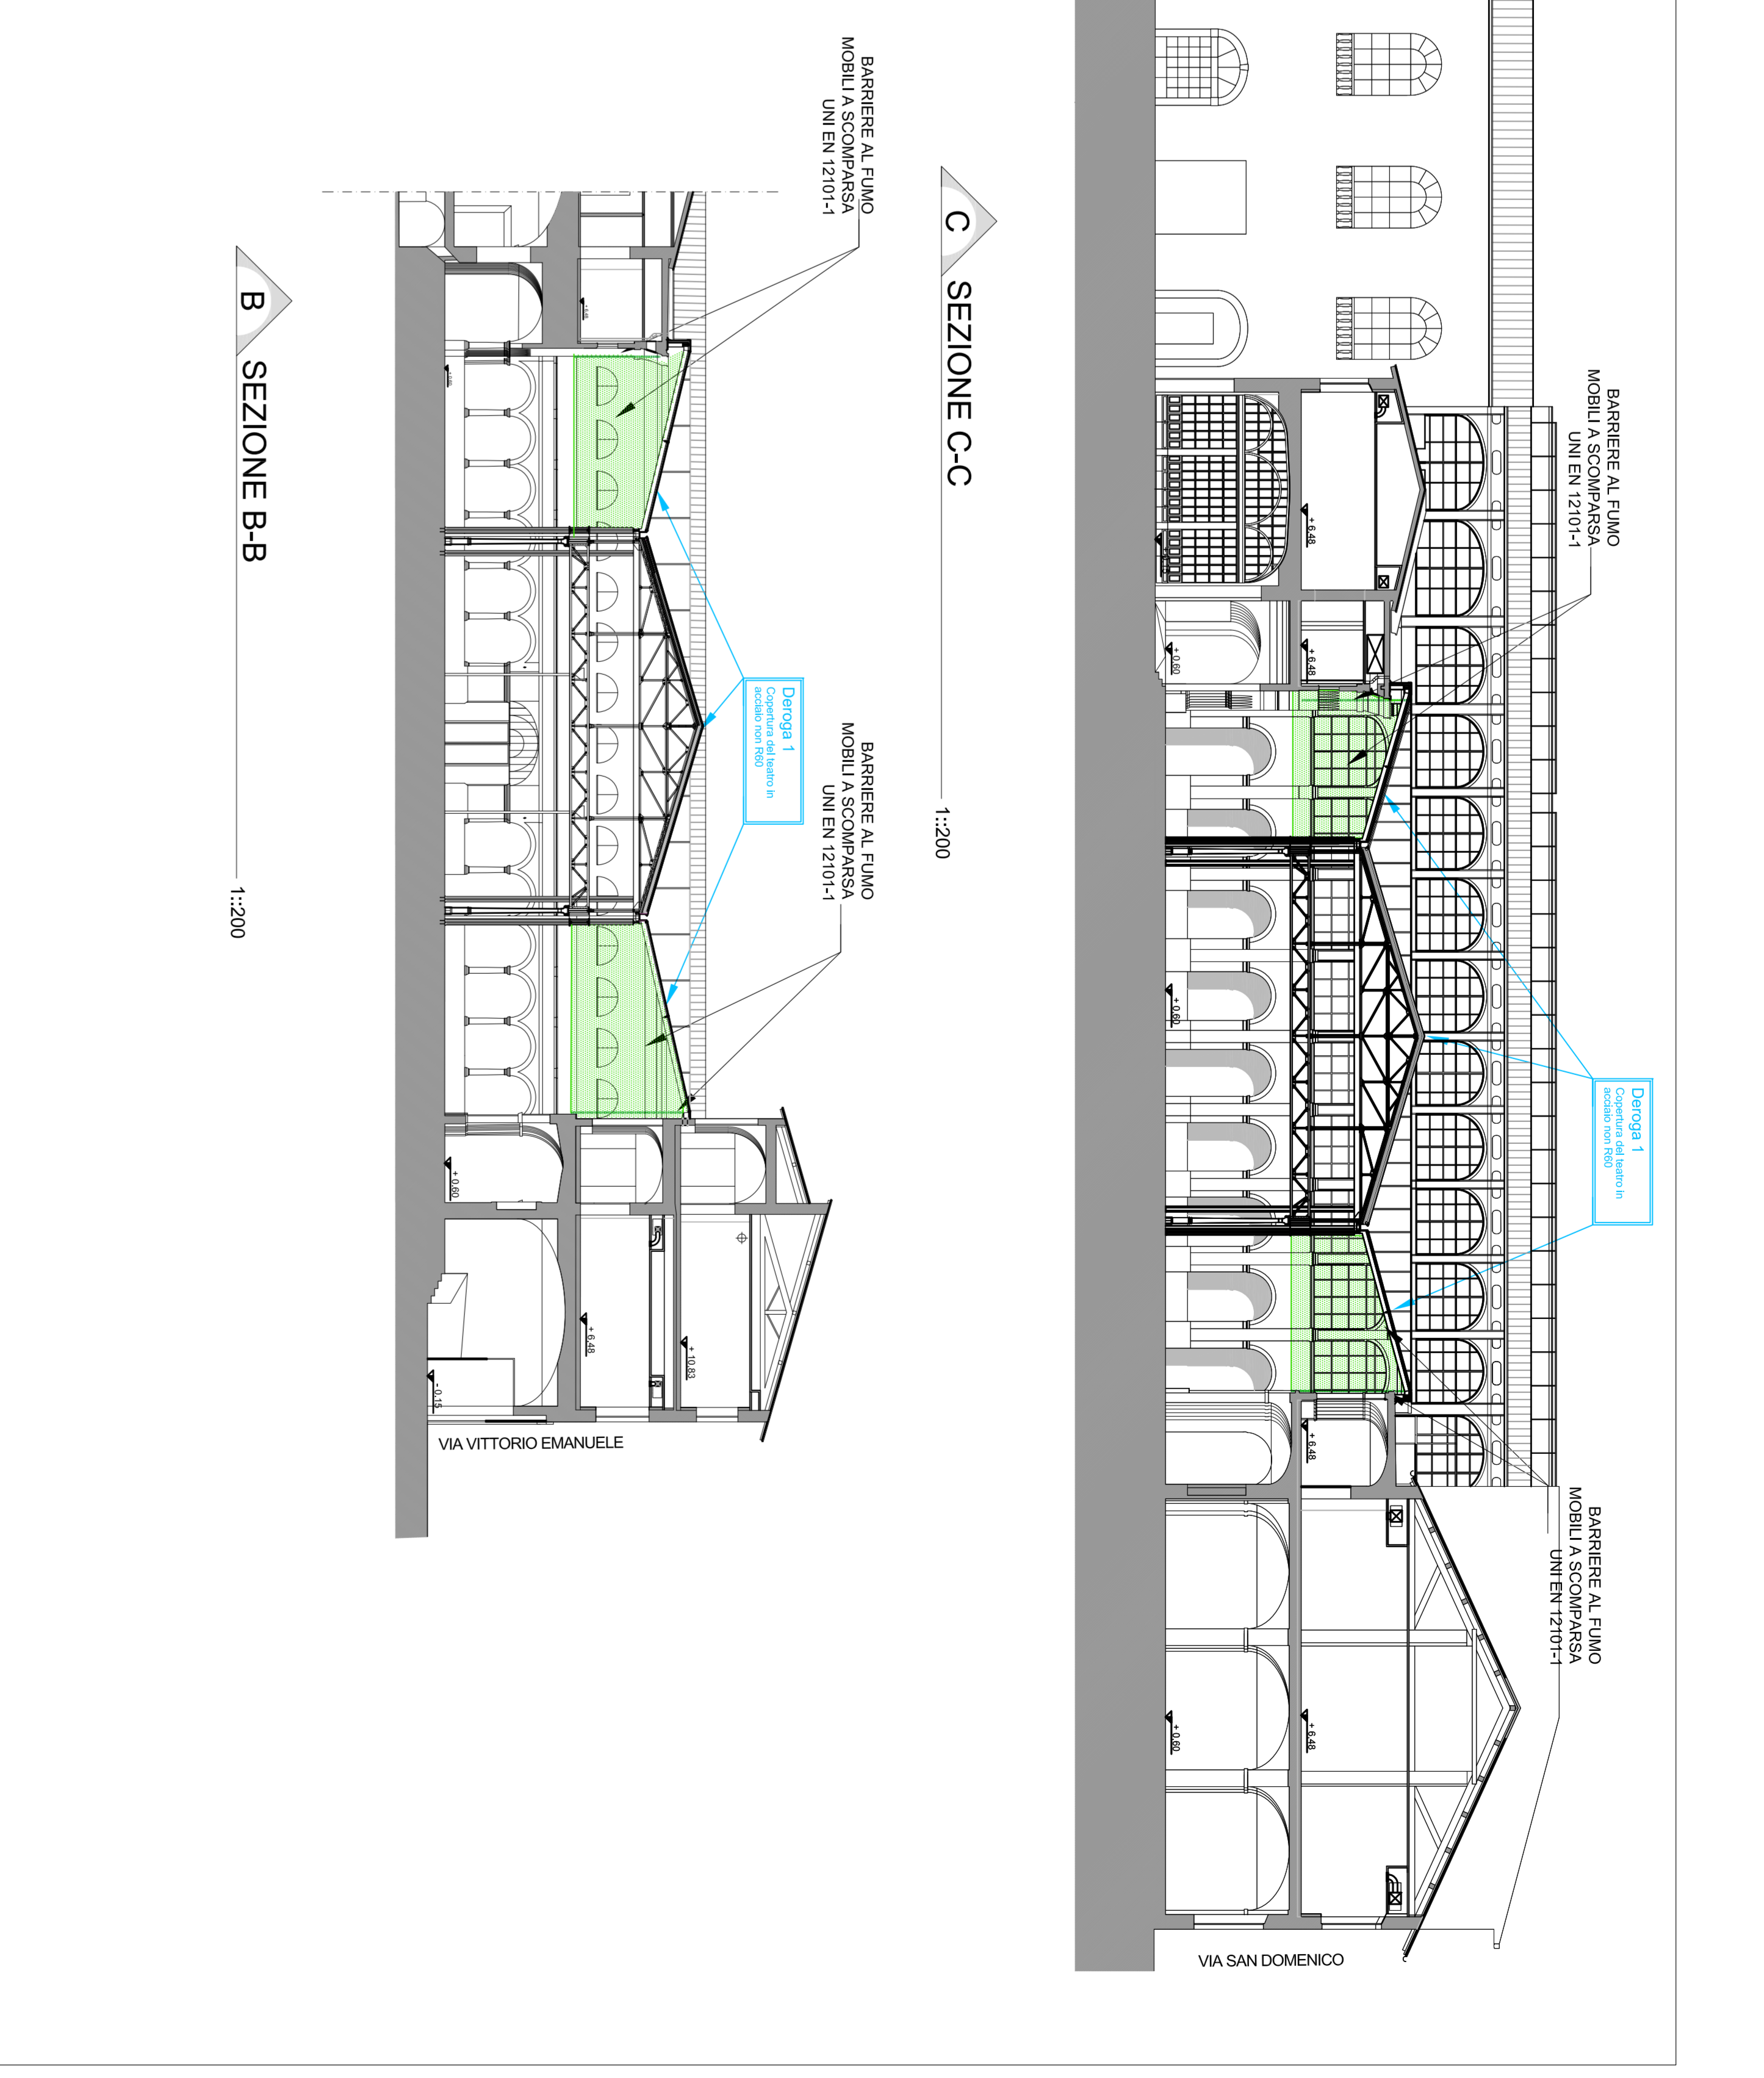 BARRIERE AL FUMO
MOBILI A SCOMPARSA
UNI EN 12101-1
BARRIERE AL FUMO
MOBILI A SCOMPARSA
UNI EN 12101-1
Deroga 1
Copertura del teatro in
acciaio non R60
+ 6.48
+ 6.48
+ 0.60
+ 0.60
+ 6.48
+ 6.48
+ 0.60
VIA SAN DOMENICO
C
SEZIONE C-C
1::200
BARRIERE AL FUMO
MOBILI A SCOMPARSA
UNI EN 12101-1
BARRIERE AL FUMO
MOBILI A SCOMPARSA
UNI EN 12101-1
Deroga 1
Copertura del teatro in
acciaio non R60
+ 10.83
+ 6.48
+ 0.60
- 0.15
VIA VITTORIO EMANUELE
B
SEZIONE B-B
1::200